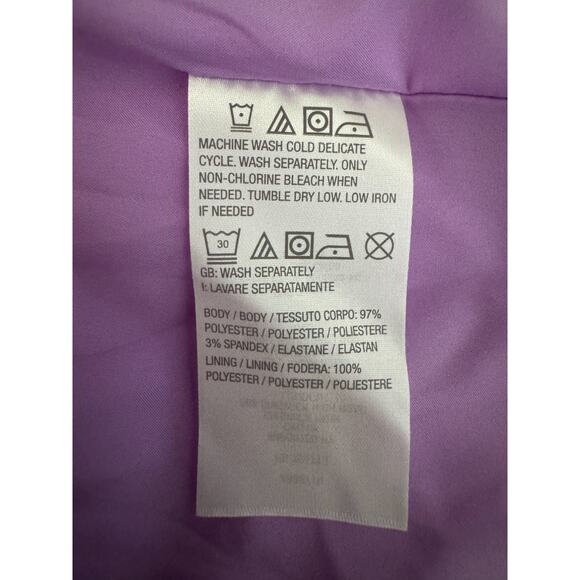 MACHINE WASH COLD DELICATE
CYCLE. WASH SEPARATELY. ONLY
NON-CHLORINE BLEACH WHEN
NEEDED. TUMBLE DRY LOW. LOW IRON
IF NEEDED
30
GB: WASH SEPARATELY
I: LAVARE SEPARATAMENTE
BODY / BODY / TESSUTO CORPO: 97%
POLYESTER / POLYESTER / POLIESTERE
3% SPANDEX / ELASTANE / ELASTAN
LINING / LINING / FODERA: 100%
POLYESTER / POLYESTER / POLIESTERE